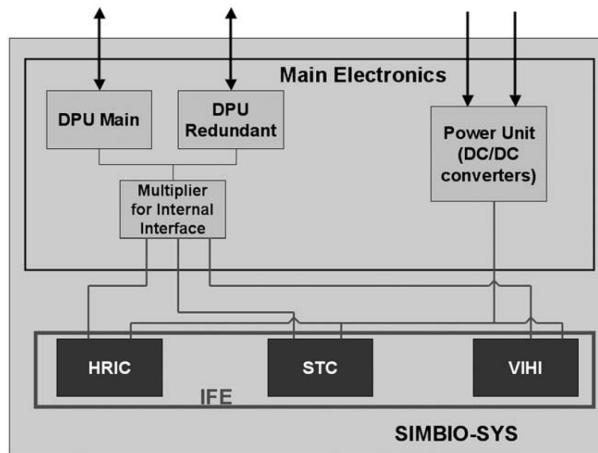 Main Electronics
DPU Main
DPU
Redundant
Power Unit
(DC/DC
converters)
Multiplier
for Internal
Interface
HRIC
STC
VIHI
IFE
SIMBIO-SYS